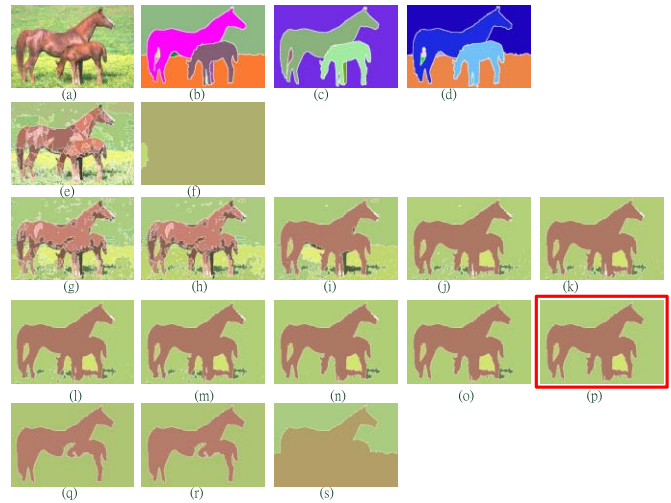 (a) (b) (c) (d)
(e) (f)
(g) (h) (i) (j) (k)
(l) (m) (n) (o) (p)
(q) (r) (s)